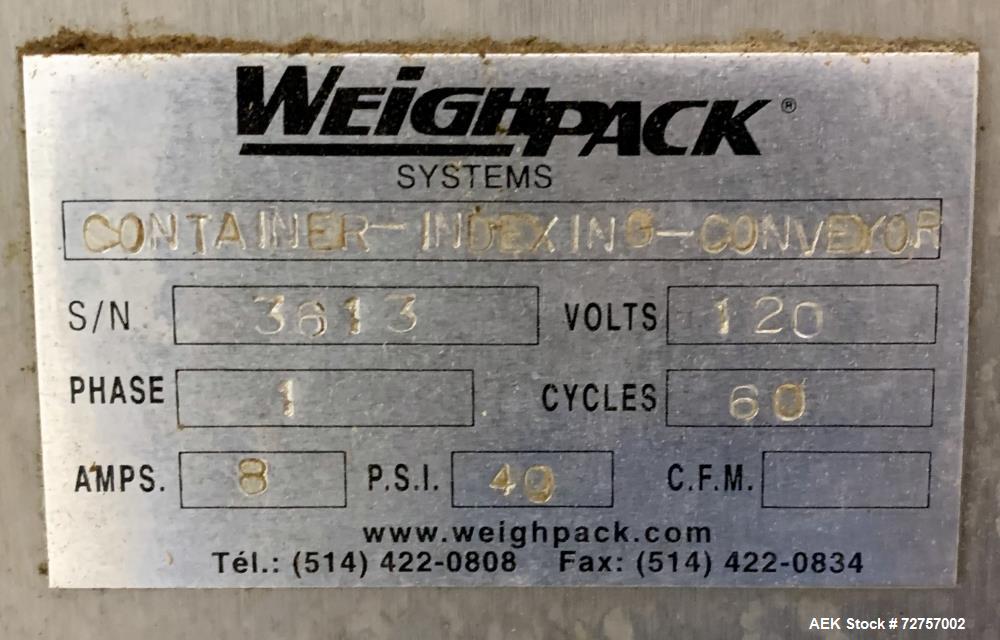 WEIGHPACK®
SYSTEMS
CONTAINER-INDEXING-CONVEYOR
S/N 3613 VOLTS 120
PHASE 1 CYCLES 60
AMPS. 8 P.S.I. 40 C.F.M.
www.weighpack.com
Tél.: (514) 422-0808 Fax: (514) 422-0834
AEK Stock # 72757002